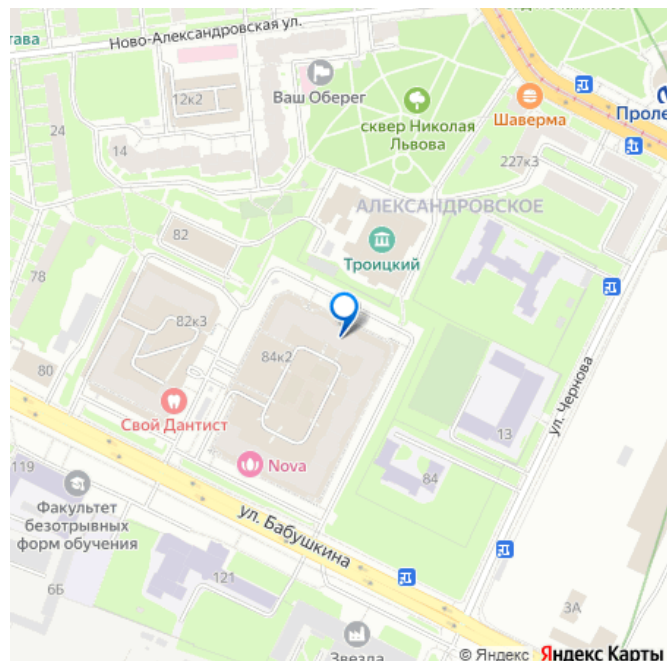 Ново-Александровская ул.
тава
12к2
Ваш Оберег
24
14
сквер Николая
Львова
Шаверма
Проле
227к3
АЛЕКСАНДРОВСКОЕ
82
Троицкий
78
82к3
84к2
80
Свой Дантист
ул. Чернова
13
Nova
84
119
Факультет
безотрывных
форм обучения
ул. Бабушкина
121
6Б
3А
Звезда
© Яндекс Яндекс Карты